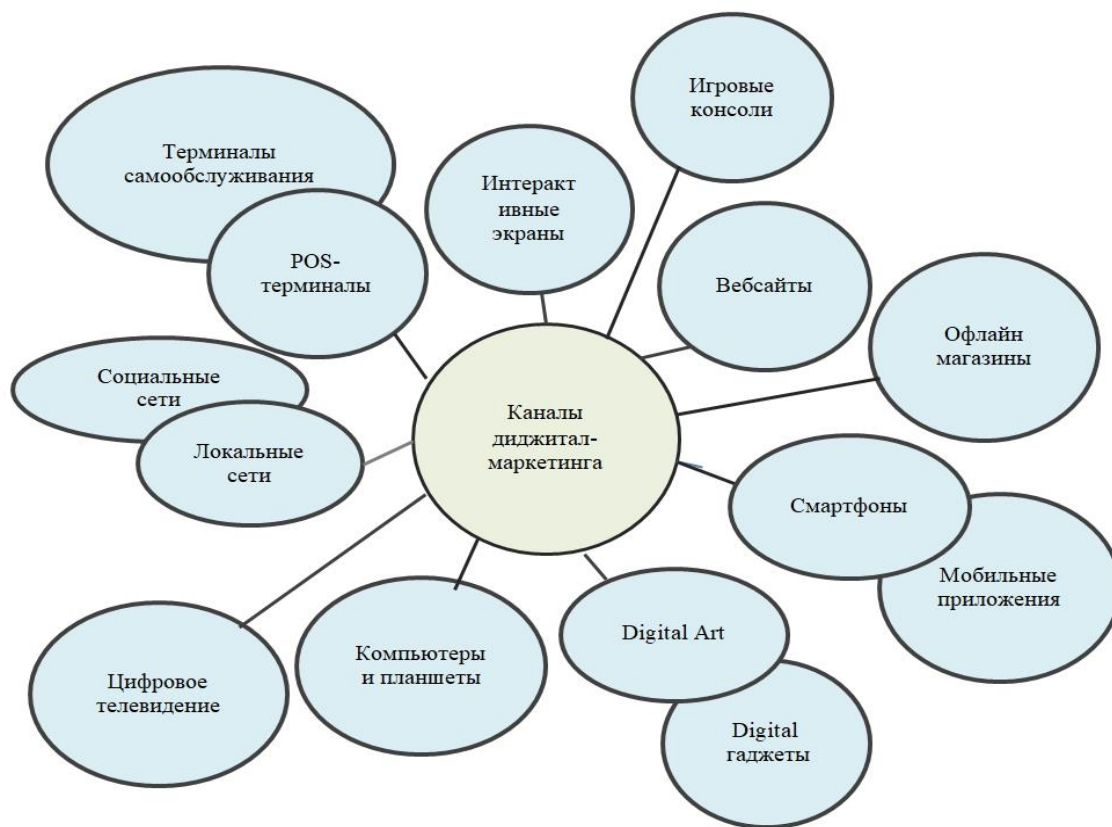 Игровые
консоли
Терминалы
самообслуживания
Интеракт
ивные
экраны
POS-
терминалы
Вебсайты
Офлайн
магазины
Социальные
сети
Каналы
диджитал-
маркетинга
Локальные
сети
Смартфоны
Мобильные
приложения
Digital Art
Компьютеры
и планшеты
Цифровое
телевидение
Digital
гаджеты